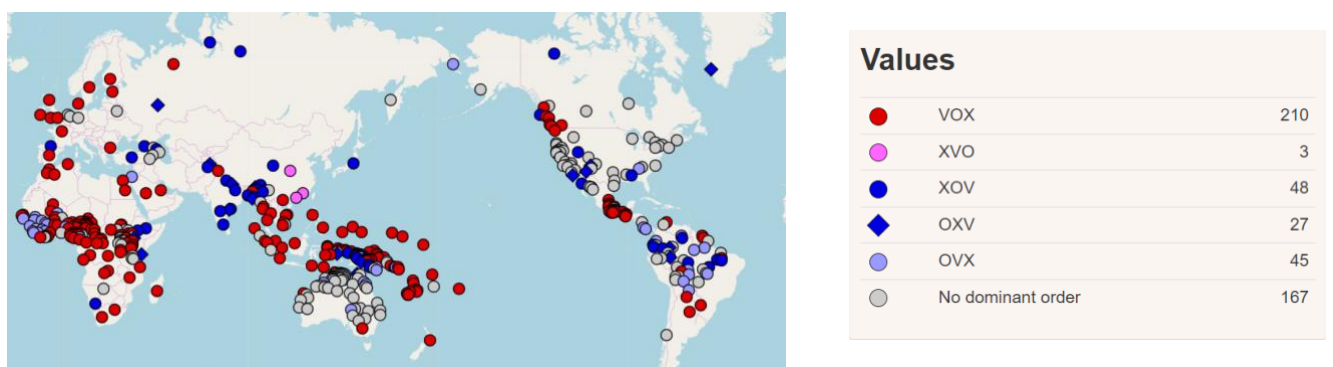 Values
VOX 210
XVO 3
XOV 48
OXV 27
OVX 45
No dominant order 167